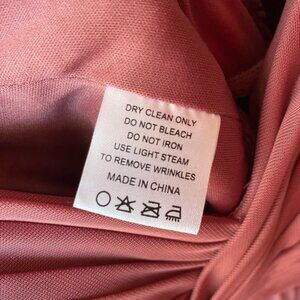 DRY CLEAN ONLY
DO NOT BLEACH
DO NOT IRON
USE LIGHT STEAM
TO REMOVE WRINKLES
MADE IN CHINA